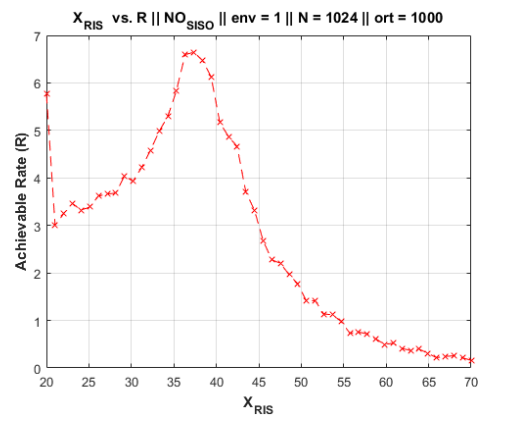 X_RIS vs. R || NO_SISO || env = 1 || N = 1024 || ort = 1000
7
6
5
4
3
2
1
0
Achievable Rate (R)
20 25 30 35 40 45 50 55 60 65 70
X_RIS